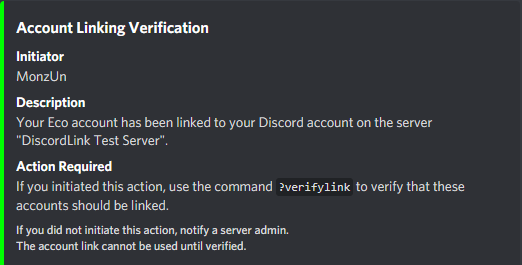 Account Linking Verification
Initiator
MonzUn
Description
Your Eco account has been linked to your Discord account on the server
"DiscordLink Test Server".
Action Required
If you initiated this action, use the command ?verifylink to verify that these
accounts should be linked.
If you did not initiate this action, notify a server admin.
The account link cannot be used until verified.